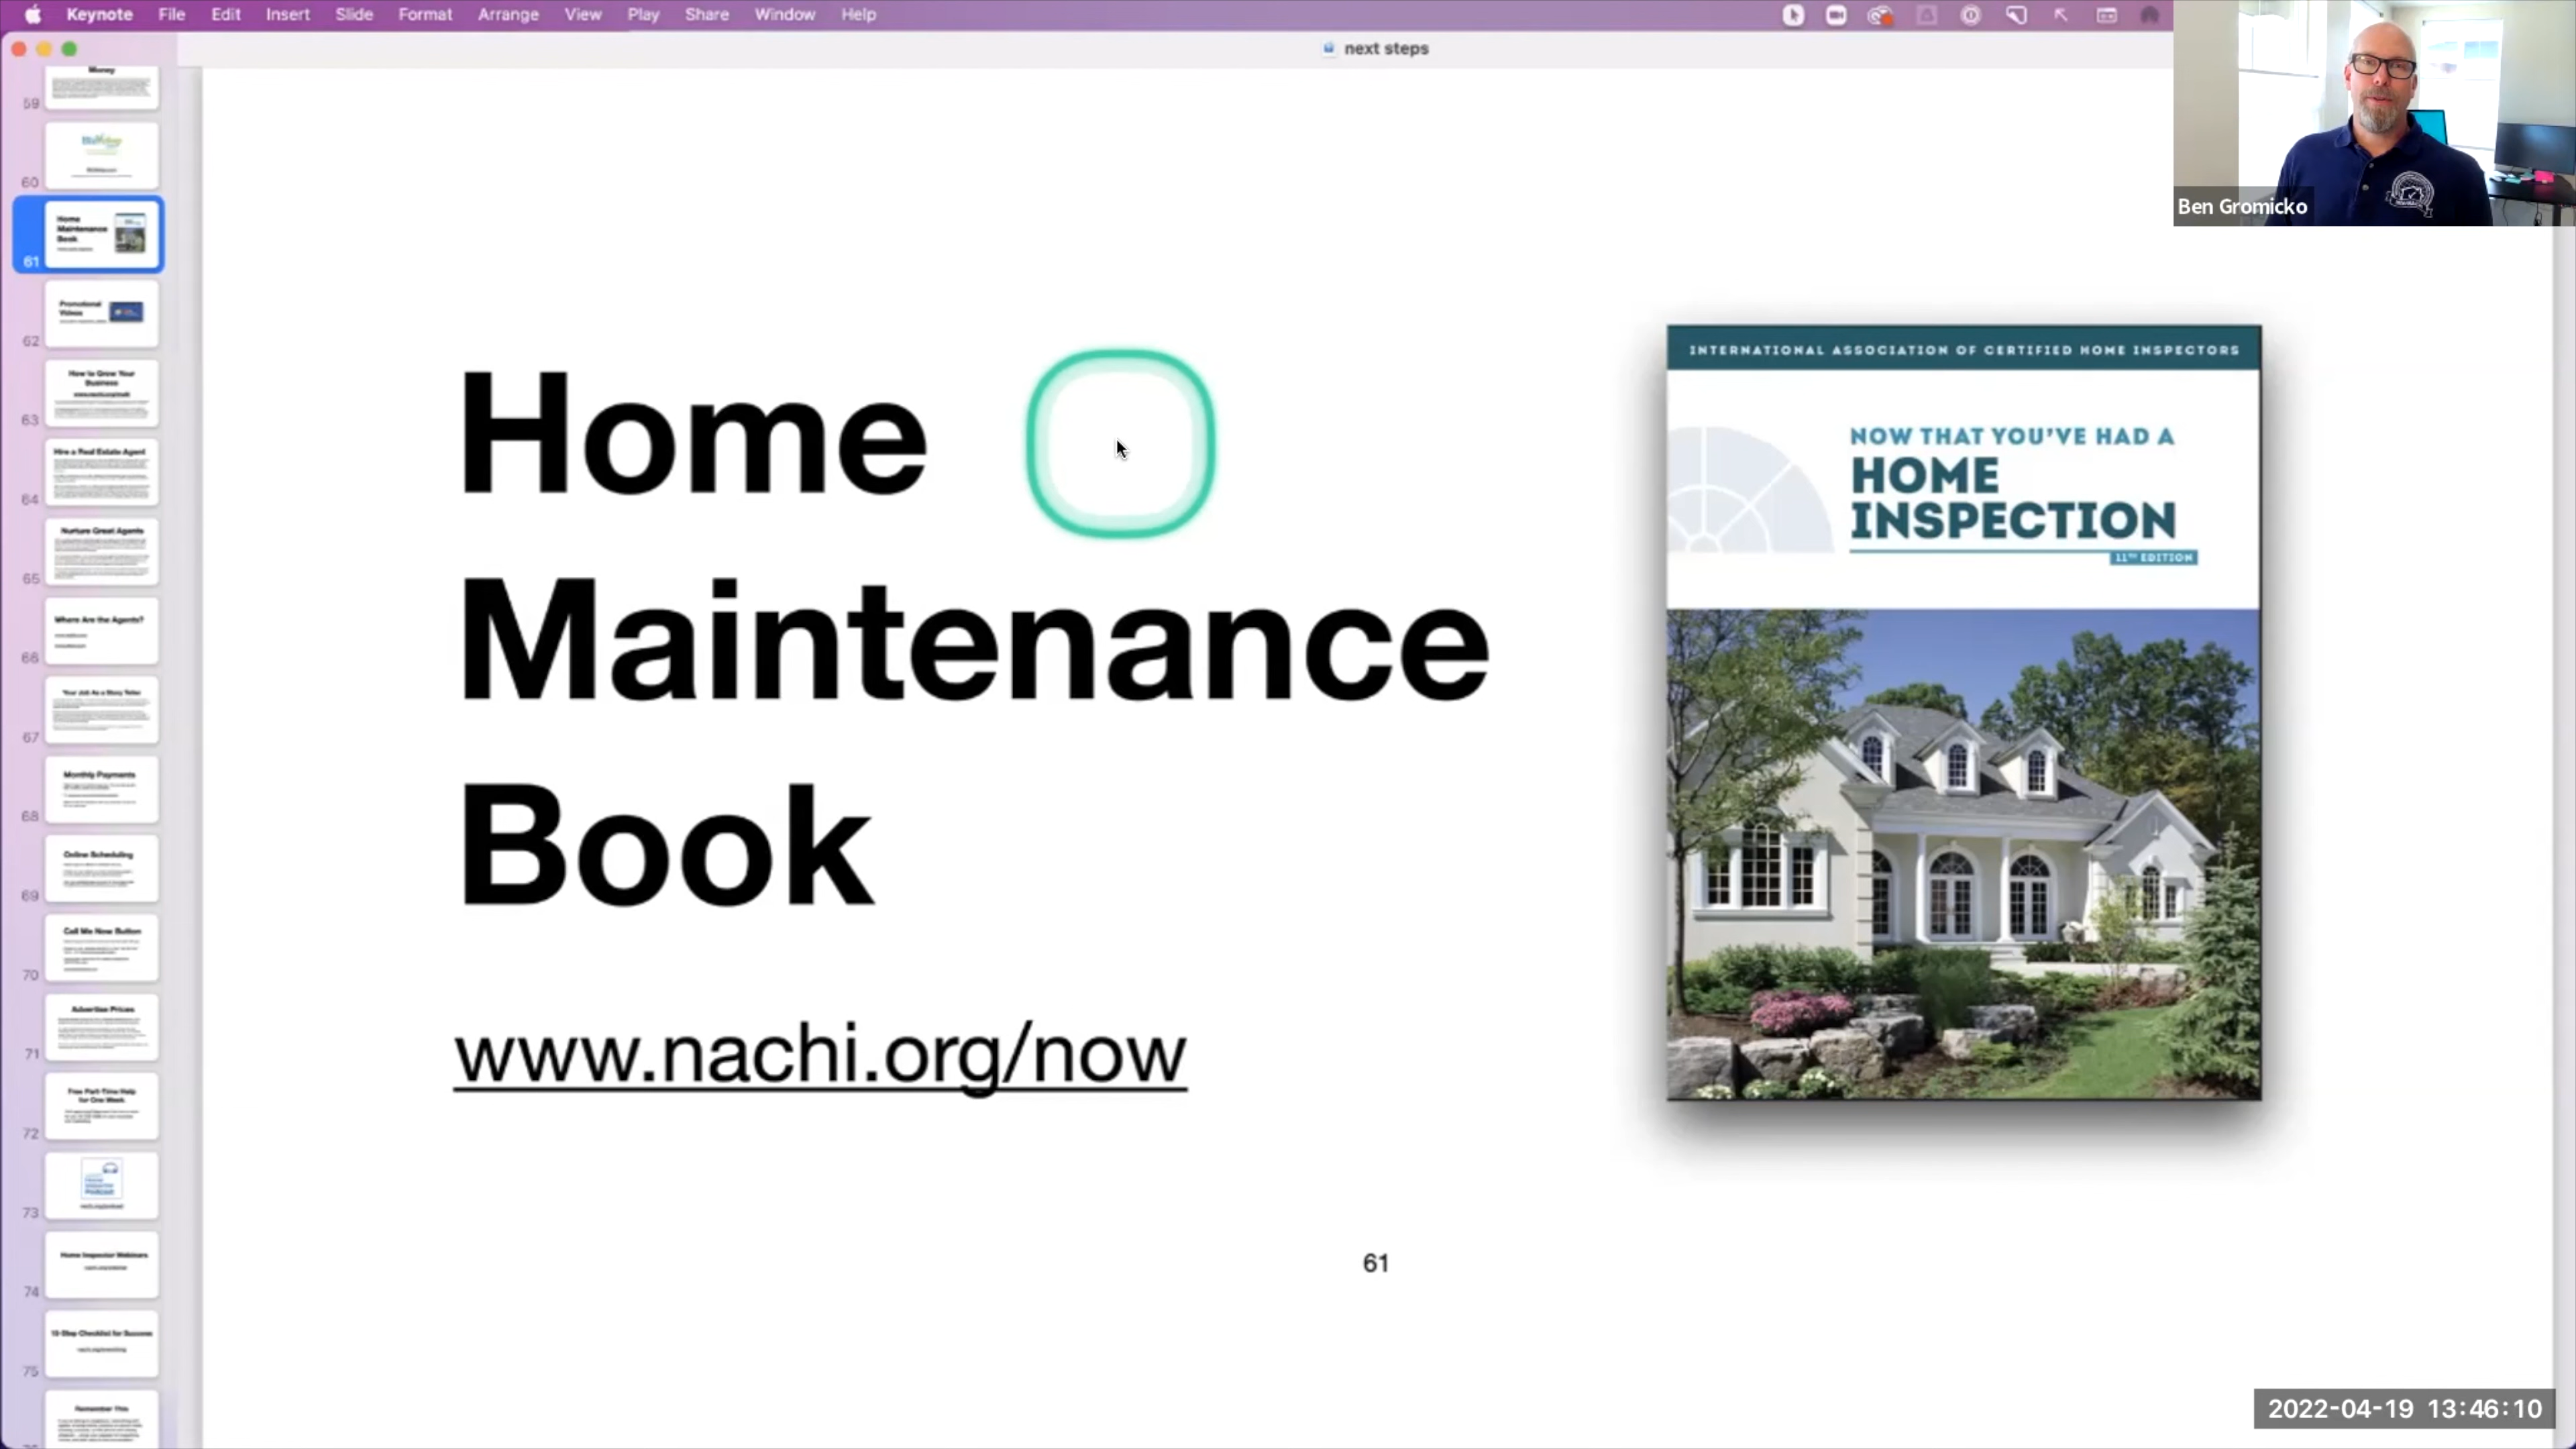 Keynote File Edit Insert Slide Format Arrange View Play Share Window Help
next steps
Ben Gromicko
Money
59
60
Home
Maintenance
Book
61
Promotional
Videos
62
How to Grow Your
Business
63
Hire a Real Estate Agent
64
Nurture Great Agents
65
Where Are the Agents?
66
Your Job As a Story Teller
67
Monthly Payments
68
Online Scheduling
69
Call Me Now Button
70
Advertise Prices
71
Free Part-Time Help
for One Week
72
73
Home Inspector Webinars
74
10-Step Checklist for Success
75
Remember This
Home
Maintenance
Book
www.nachi.org/now
INTERNATIONAL ASSOCIATION OF CERTIFIED HOME INSPECTORS
NOW THAT YOU'VE HAD A
HOME
INSPECTION
11TH EDITION
61
2022-04-19 13:46:10